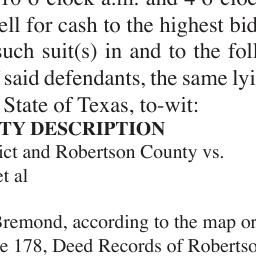 o'clock a.m. and 4 o'cloc
ell for cash to the highest bid
such suit(s) in and to the foll
said defendants, the same lyi
State of Texas, to-wit:
TY DESCRIPTION
ict and Robertson County vs.
et al
Bremond, according to the map or
e 178, Deed Records of Robertso